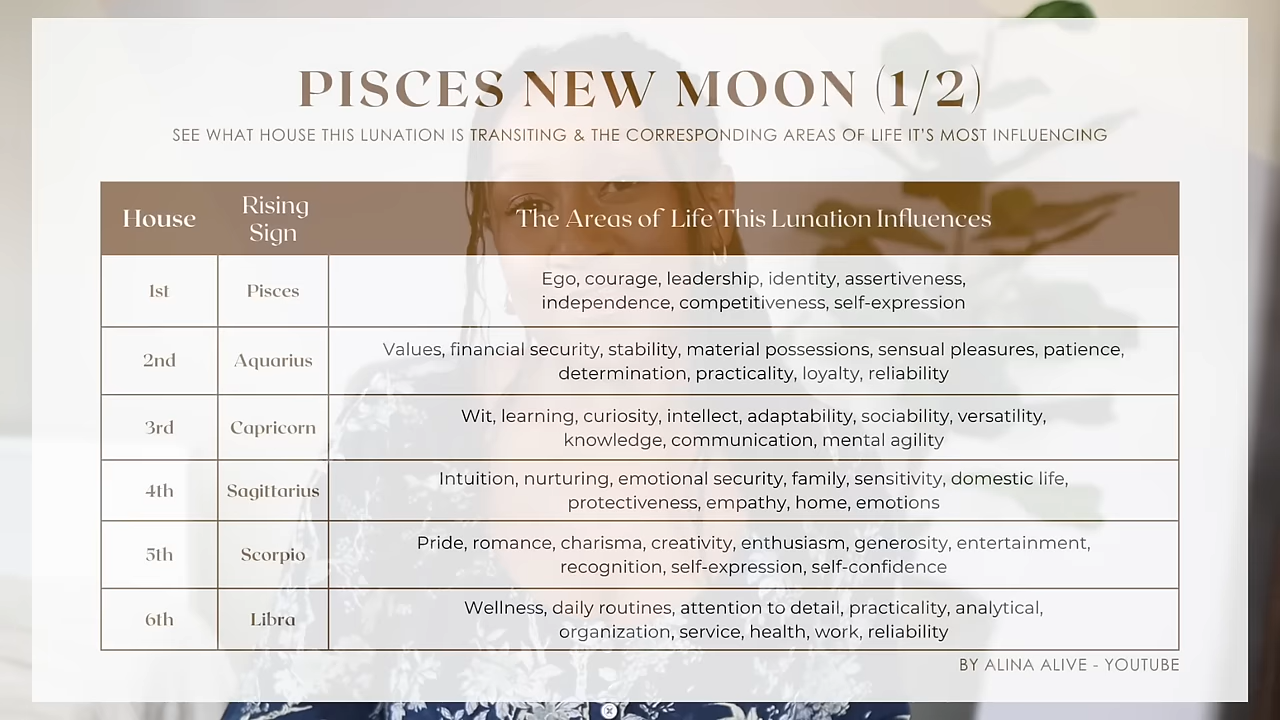 PISCES NEW MOON (1/2)
SEE WHAT HOUSE THIS LUNATION IS TRANSITING & THE CORRESPONDING AREAS OF LIFE IT'S MOST INFLUENCING
House
Rising
Sign
The Areas of Life This Lunation Influences
1st
Pisces
Ego, courage, leadership, identity, assertiveness,
independence, competitiveness, self-expression
2nd
Aquarius
Values, financial security, stability, material possessions, sensual pleasures, patience,
determination, practicality, loyalty, reliability
3rd
Capricorn
Wit, learning, curiosity, intellect, adaptability, sociability, versatility,
knowledge, communication, mental agility
4th
Sagittarius
Intuition, nurturing, emotional security, family, sensitivity, domestic life,
protectiveness, empathy, home, emotions
5th
Scorpio
Pride, romance, charisma, creativity, enthusiasm, generosity, entertainment,
recognition, self-expression, self-confidence
6th
Libra
Wellness, daily routines, attention to detail, practicality, analytical,
organization, service, health, work, reliability
BY ALINA ALIVE - YOUTUBE